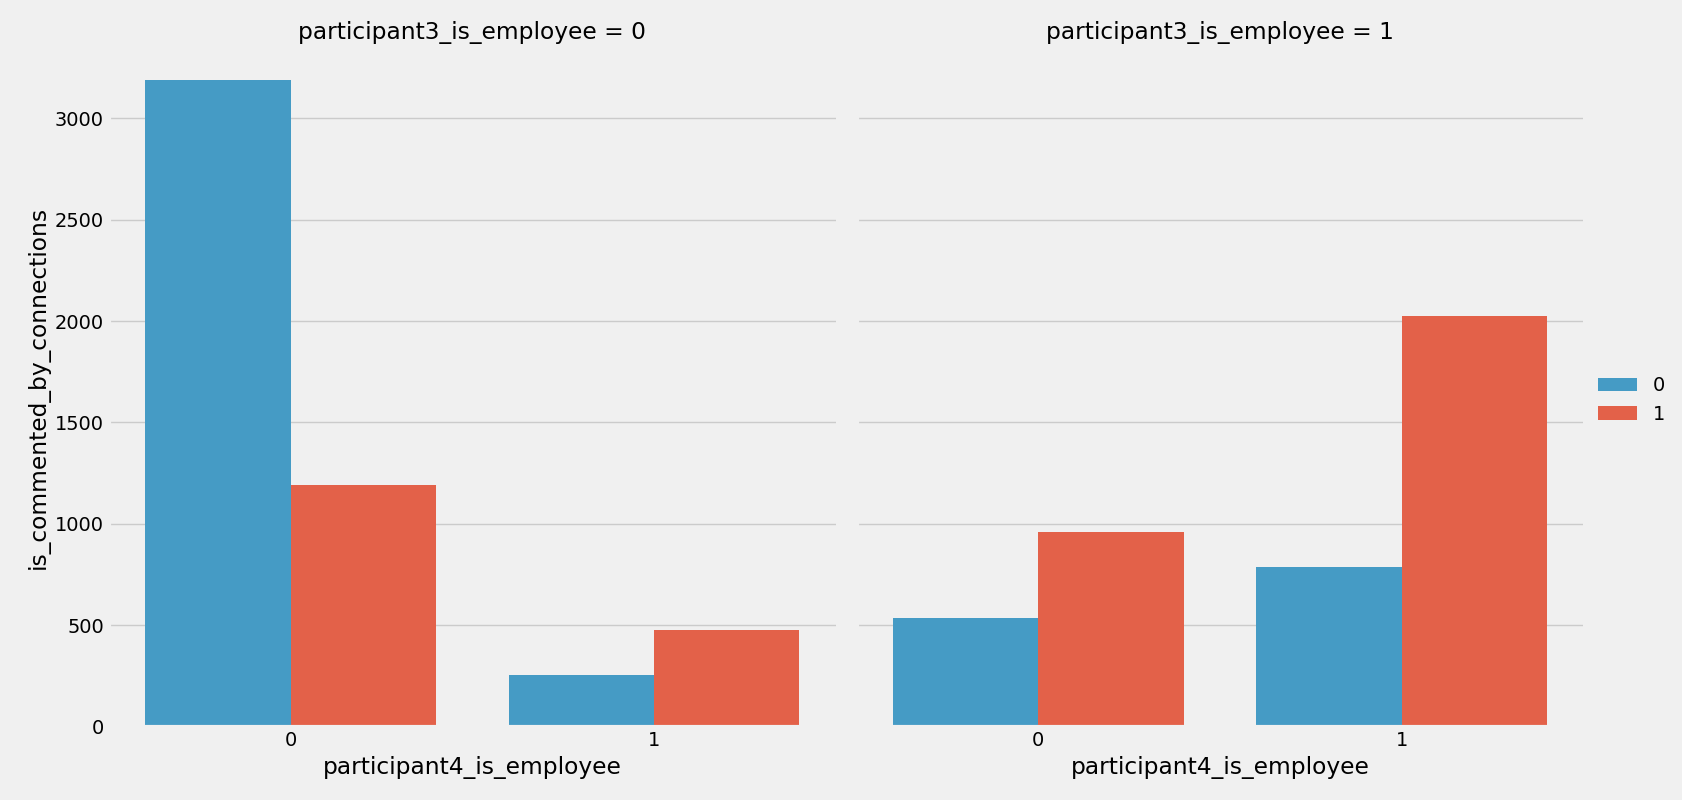 participant3_is_employee = 0
participant3_is_employee = 1
is_commented_by_connections
3000
2500
2000
1500
1000
500
0
0
1
participant4_is_employee
0
1
participant4_is_employee
0
1